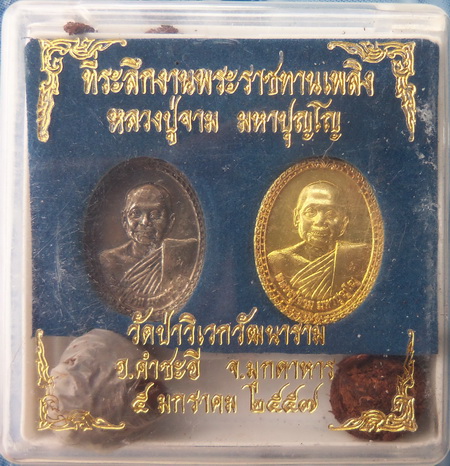 ที่ระลึกงานพระราชทานเพลิง
หลวงปู่จาม มหาปุญฺโญ
วัดป่าวิเวกวัฒนาราม
อ.คำชะอี จ.มุกดาหาร
๕ มกราคม ๒๕๕๗